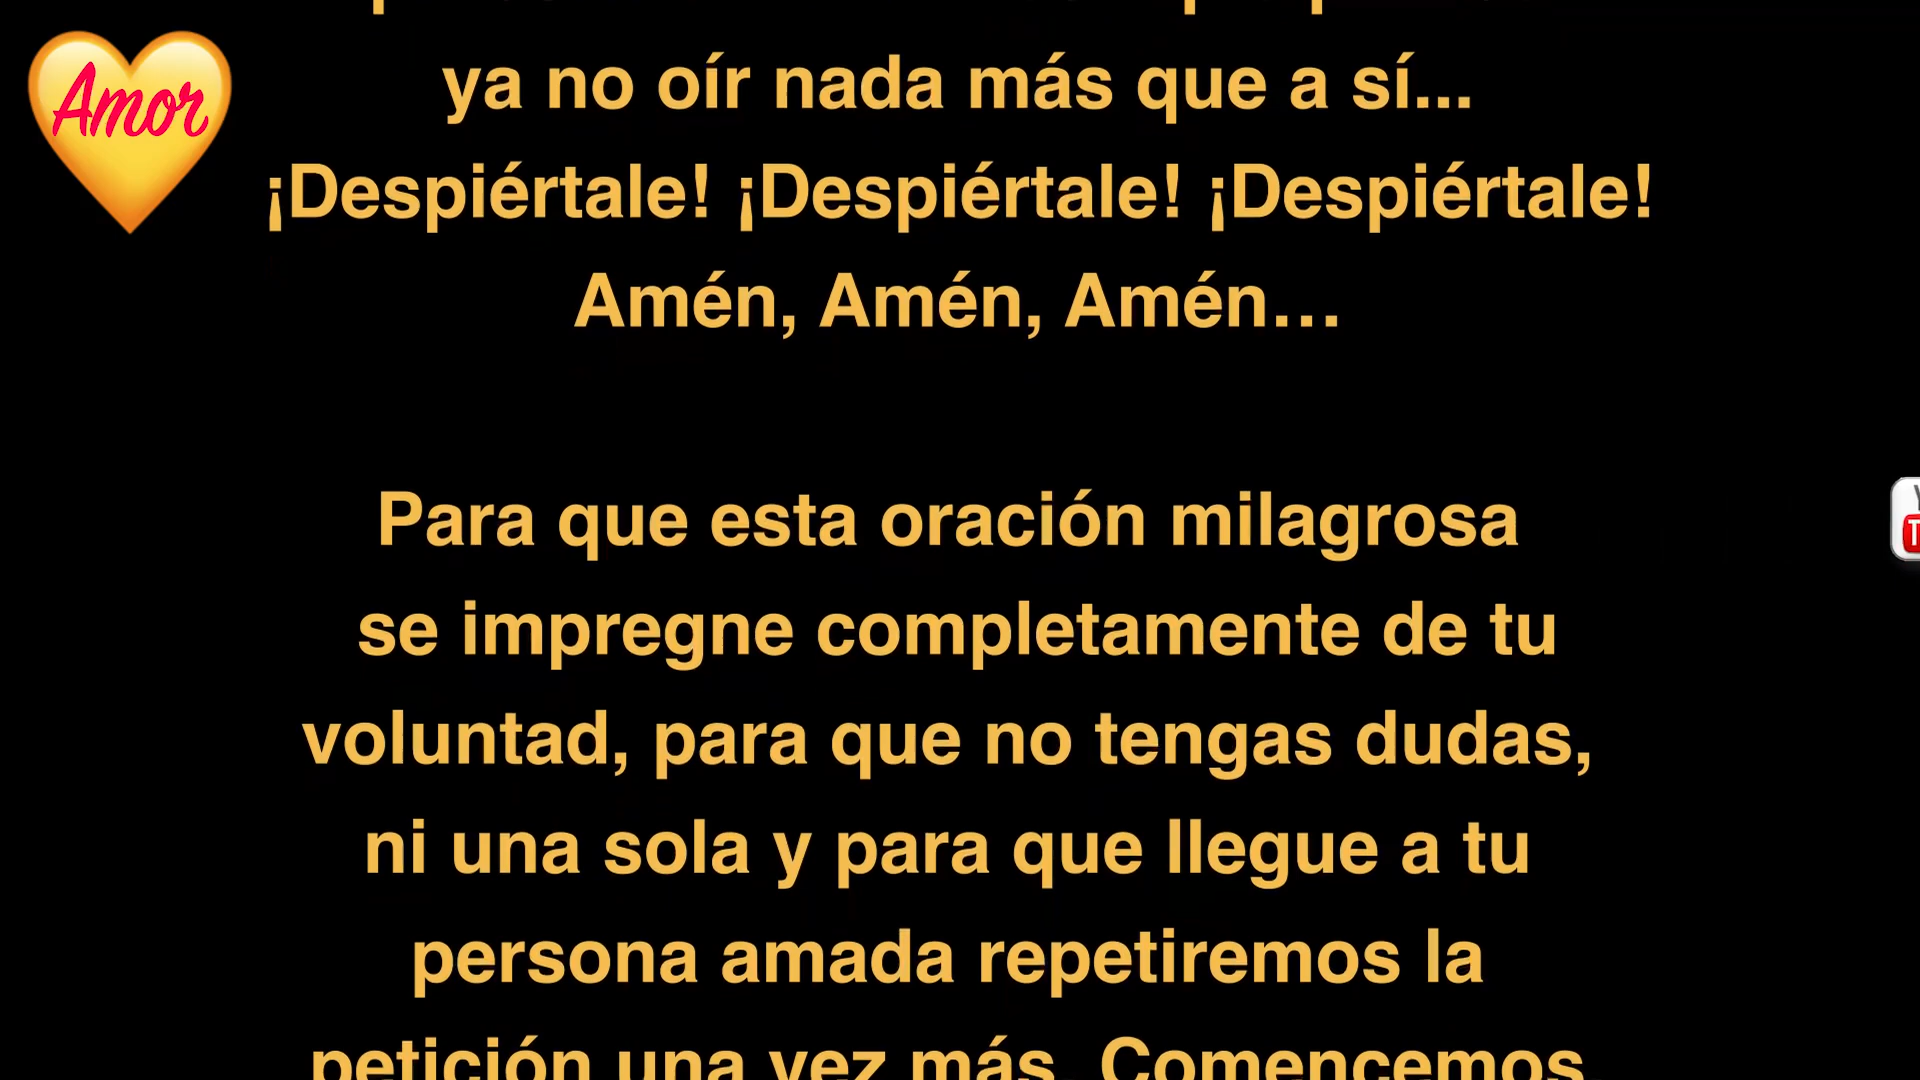 Amor
ya no oír nada más que a sí...
¡Despiértale! ¡Despiértale! ¡Despiértale!
Amén, Amén, Amén…
Para que esta oración milagrosa
se impregne completamente de tu
voluntad, para que no tengas dudas,
ni una sola y para que llegue a tu
persona amada repetiremos la
petición una vez más. Comencemos